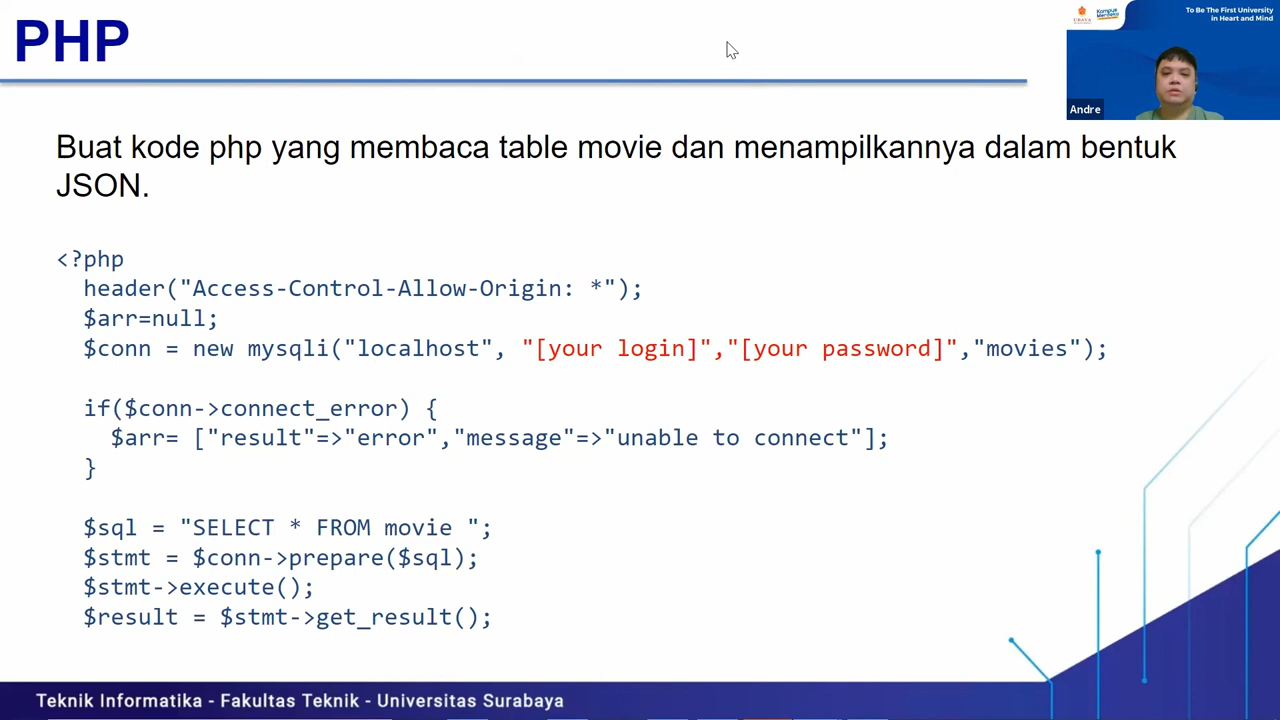 PHP
To Be The First University
in Heart and Mind
UBAYA
Kampus
Merdeka
Andre
Buat kode php yang membaca table movie dan menampilkannya dalam bentuk
JSON.
<?php
header("Access-Control-Allow-Origin: *");
$arr=null;
$conn = new mysqli("localhost", "[your login]","[your password]","movies");
if($conn->connect_error) {
$arr= ["result"=>"error","message"=>"unable to connect"];
}
$sql = "SELECT * FROM movie ";
$stmt = $conn->prepare($sql);
$stmt->execute();
$result = $stmt->get_result();
Teknik Informatika - Fakultas Teknik - Universitas Surabaya